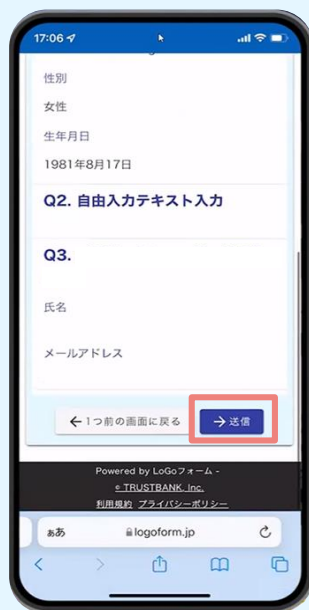 17:06
性別
女性
生年月日
1981年8月17日
Q2. 自由入力テキスト入力
Q3.
氏名
メールアドレス
←1つ前の画面に戻る →送信
Powered by LoGoフォーム -
© TRUSTBANK, Inc.
利用規約 プライバシーポリシー
ぁあ logoform.jp